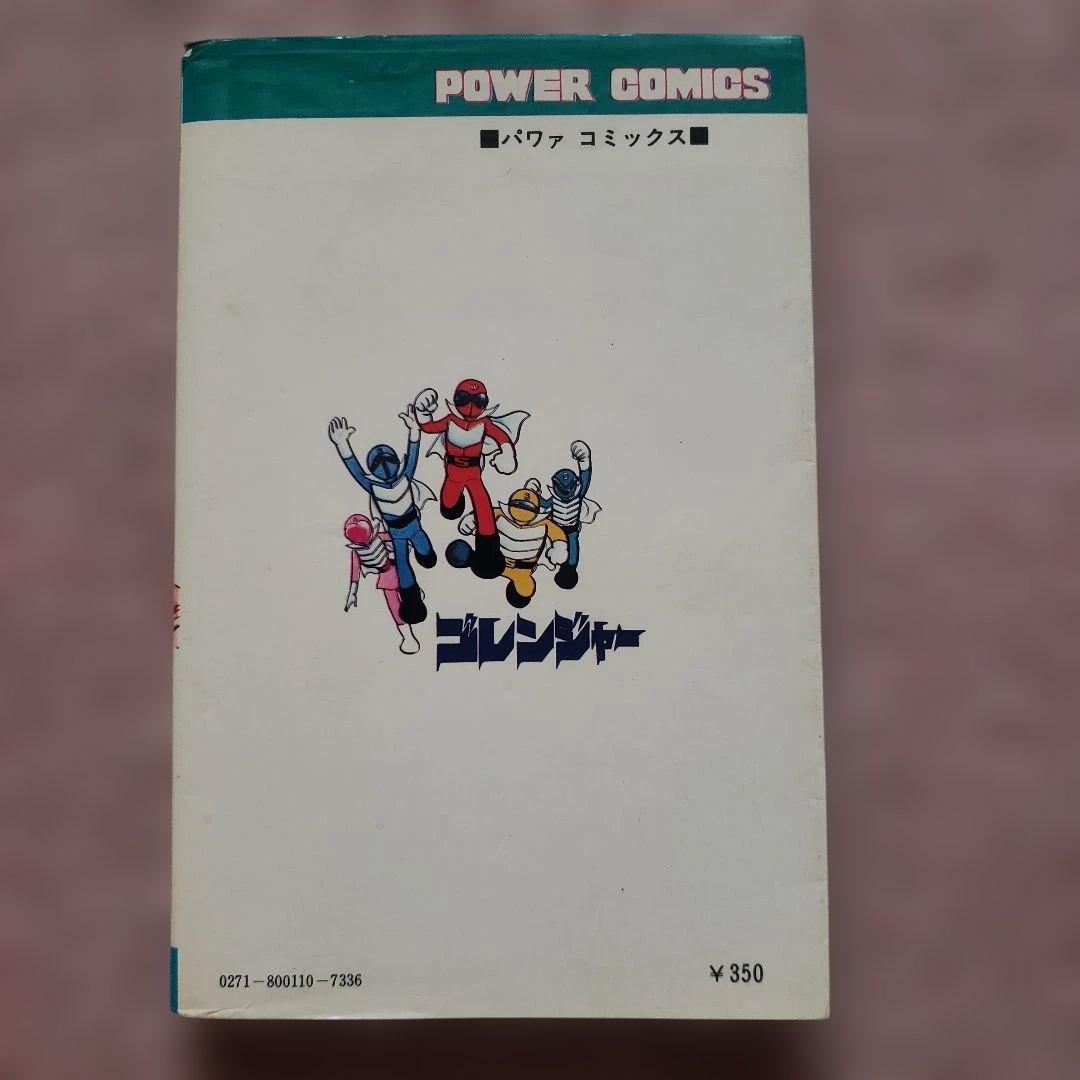 POWER COMICS
■パワァ コミックス■
ゴレンジャー
0271-800110-7336
￥350